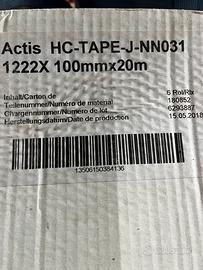 Actis HC-TAPE-J-NN031
1222X 100mmx20m
Inhalt/Carton de 6 Rol/Rlx
Teilenummer/Numéro de material 180852
Chargennummer/Numéro de lot 6293887
Herstellungsdatum/Date de production 15.05.2018
13506150384136